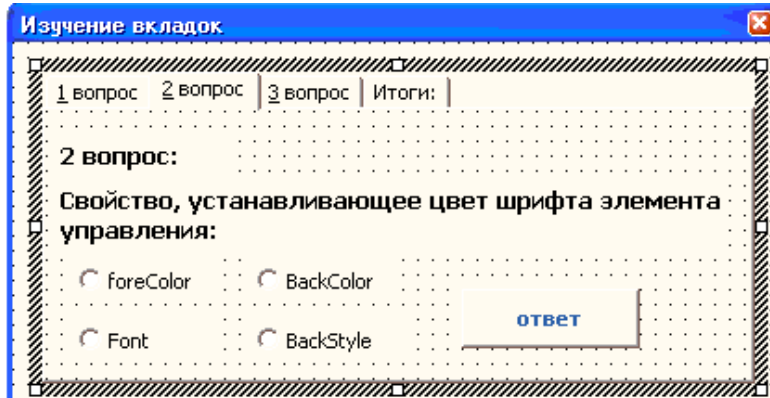 Изучение вкладок
1 вопрос 2 вопрос 3 вопрос Итоги:
2 вопрос:
Свойство, устанавливающее цвет шрифта элемента
управления:
foreColor BackColor
ответ
Font BackStyle